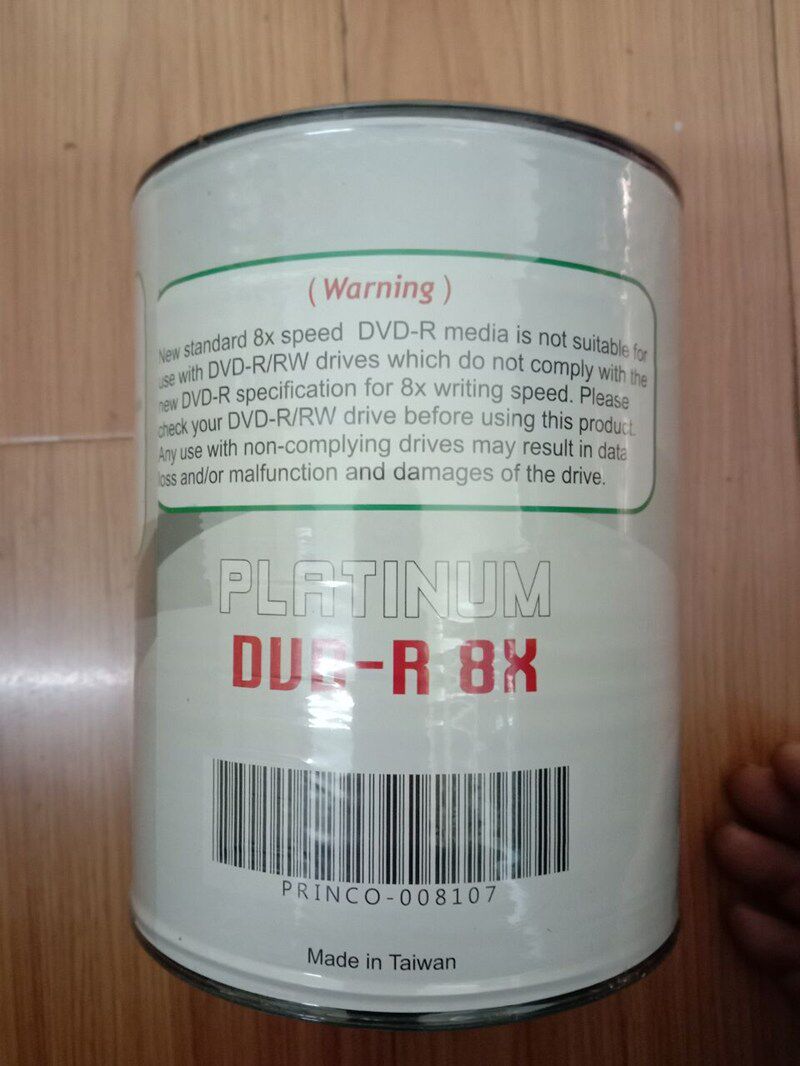 ( Warning )
New standard 8x speed DVD-R media is not suitable for
use with DVD-R/RW drives which do not comply with the
new DVD-R specification for 8x writing speed. Please
check your DVD-R/RW drive before using this product.
Any use with non-complying drives may result in data
loss and/or malfunction and damages of the drive.
PLATINUM
DVD-R 8X
PRINCO-008107
Made in Taiwan